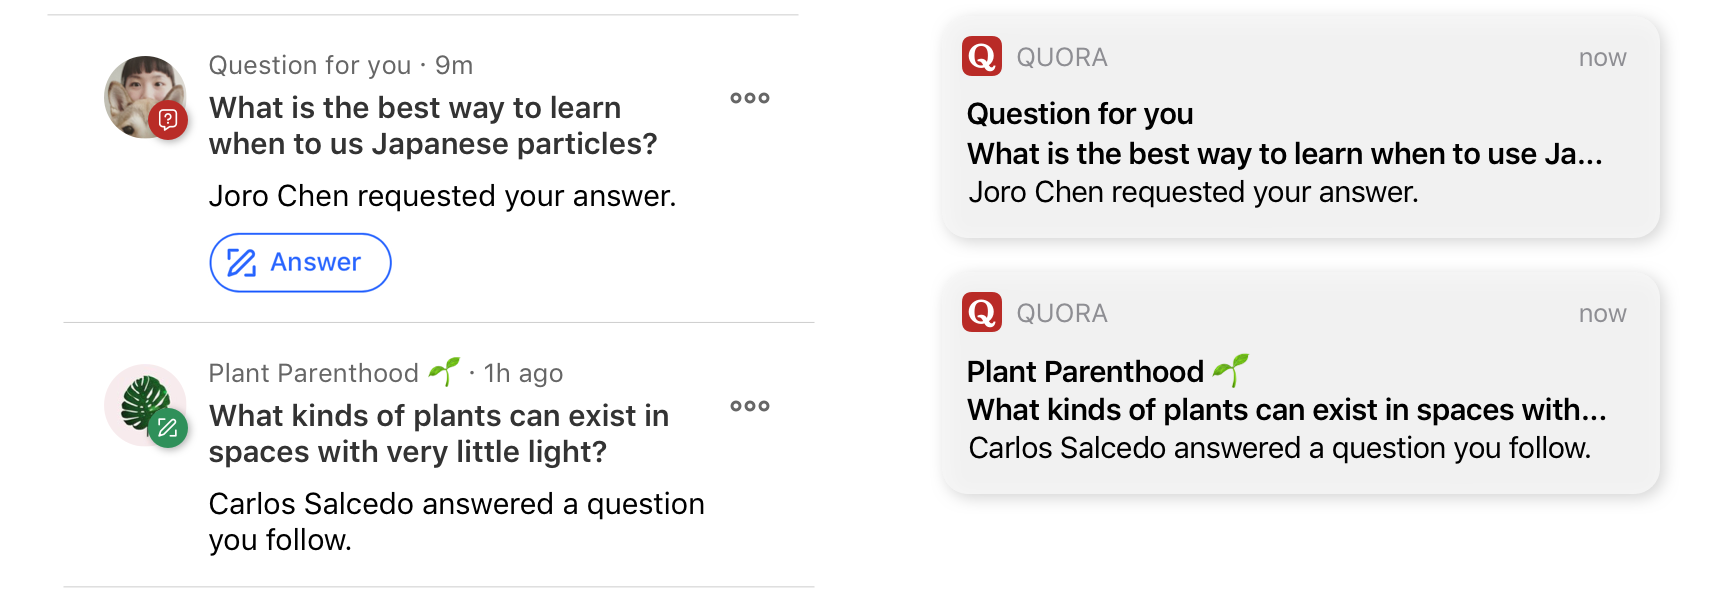 Question for you · 9m
What is the best way to learn
when to us Japanese particles?
Joro Chen requested your answer.
Answer
Plant Parenthood 🌱 · 1h ago
What kinds of plants can exist in
spaces with very little light?
Carlos Salcedo answered a question
you follow.
Q QUORA now
Question for you
What is the best way to learn when to use Ja...
Joro Chen requested your answer.
Q QUORA now
Plant Parenthood 🌱
What kinds of plants can exist in spaces with...
Carlos Salcedo answered a question you follow.